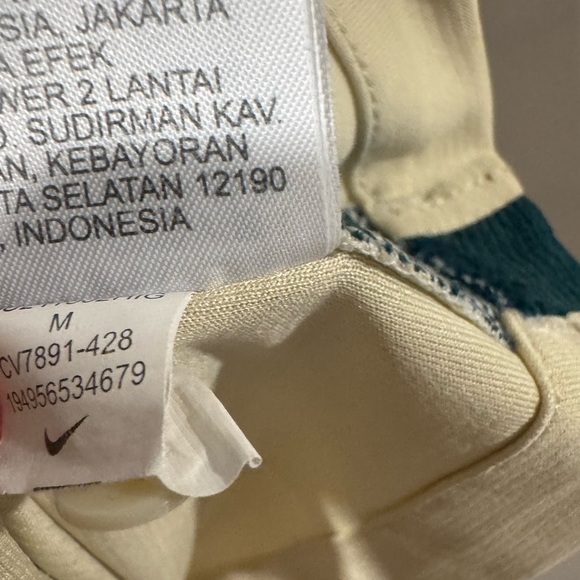 SIA, JAKARTA
A EFEK
WER 2 LANTAI
SUDIRMAN KAV.
AN, KEBAYORAN
TA SELATAN 12190
, INDONESIA
M
CV7891-428
194956534679